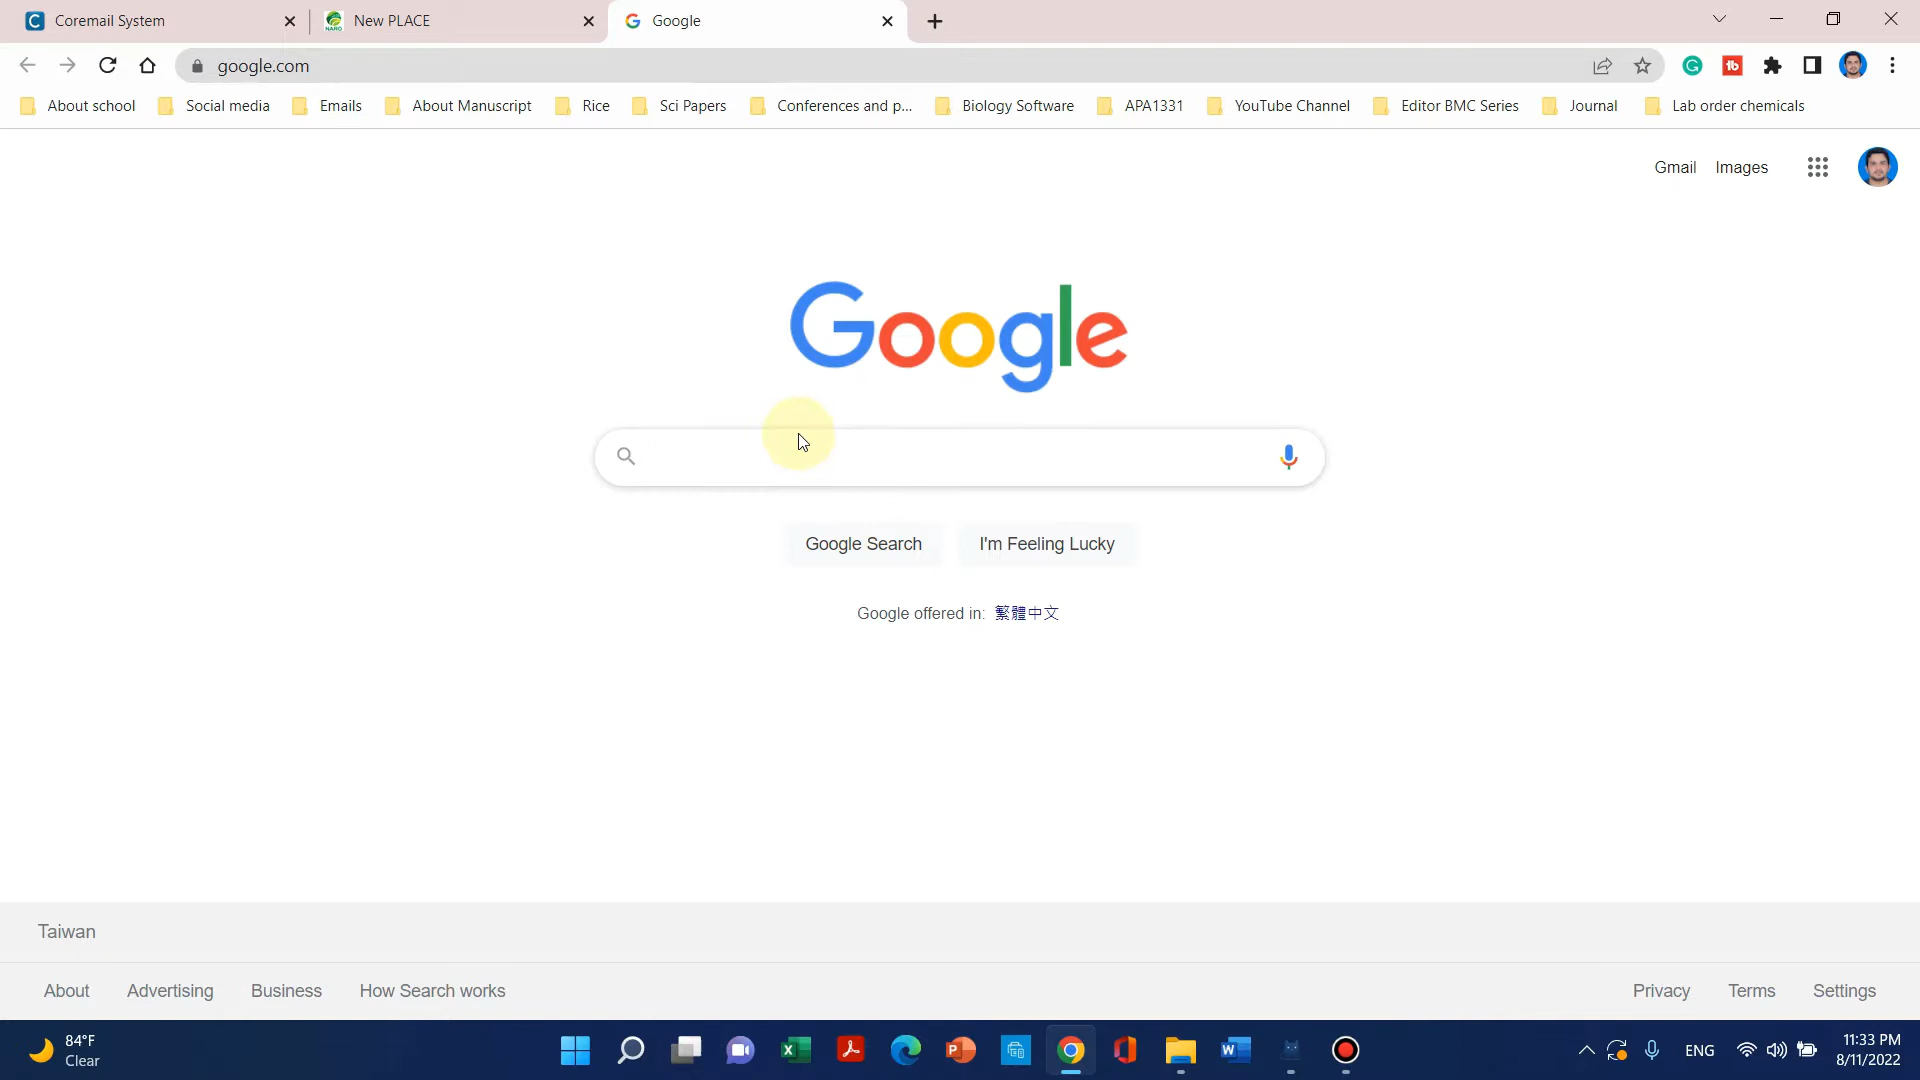 Coremail System
New PLACE
Google
google.com
About school
Social media
Emails
About Manuscript
Rice
Sci Papers
Conferences and p...
Biology Software
APA1331
YouTube Channel
Editor BMC Series
Journal
Lab order chemicals
Gmail
Images
Google
Google Search
I'm Feeling Lucky
Google offered in: 繁體中文
Taiwan
About
Advertising
Business
How Search works
Privacy
Terms
Settings
84°F
Clear
ENG
11:33 PM
8/11/2022